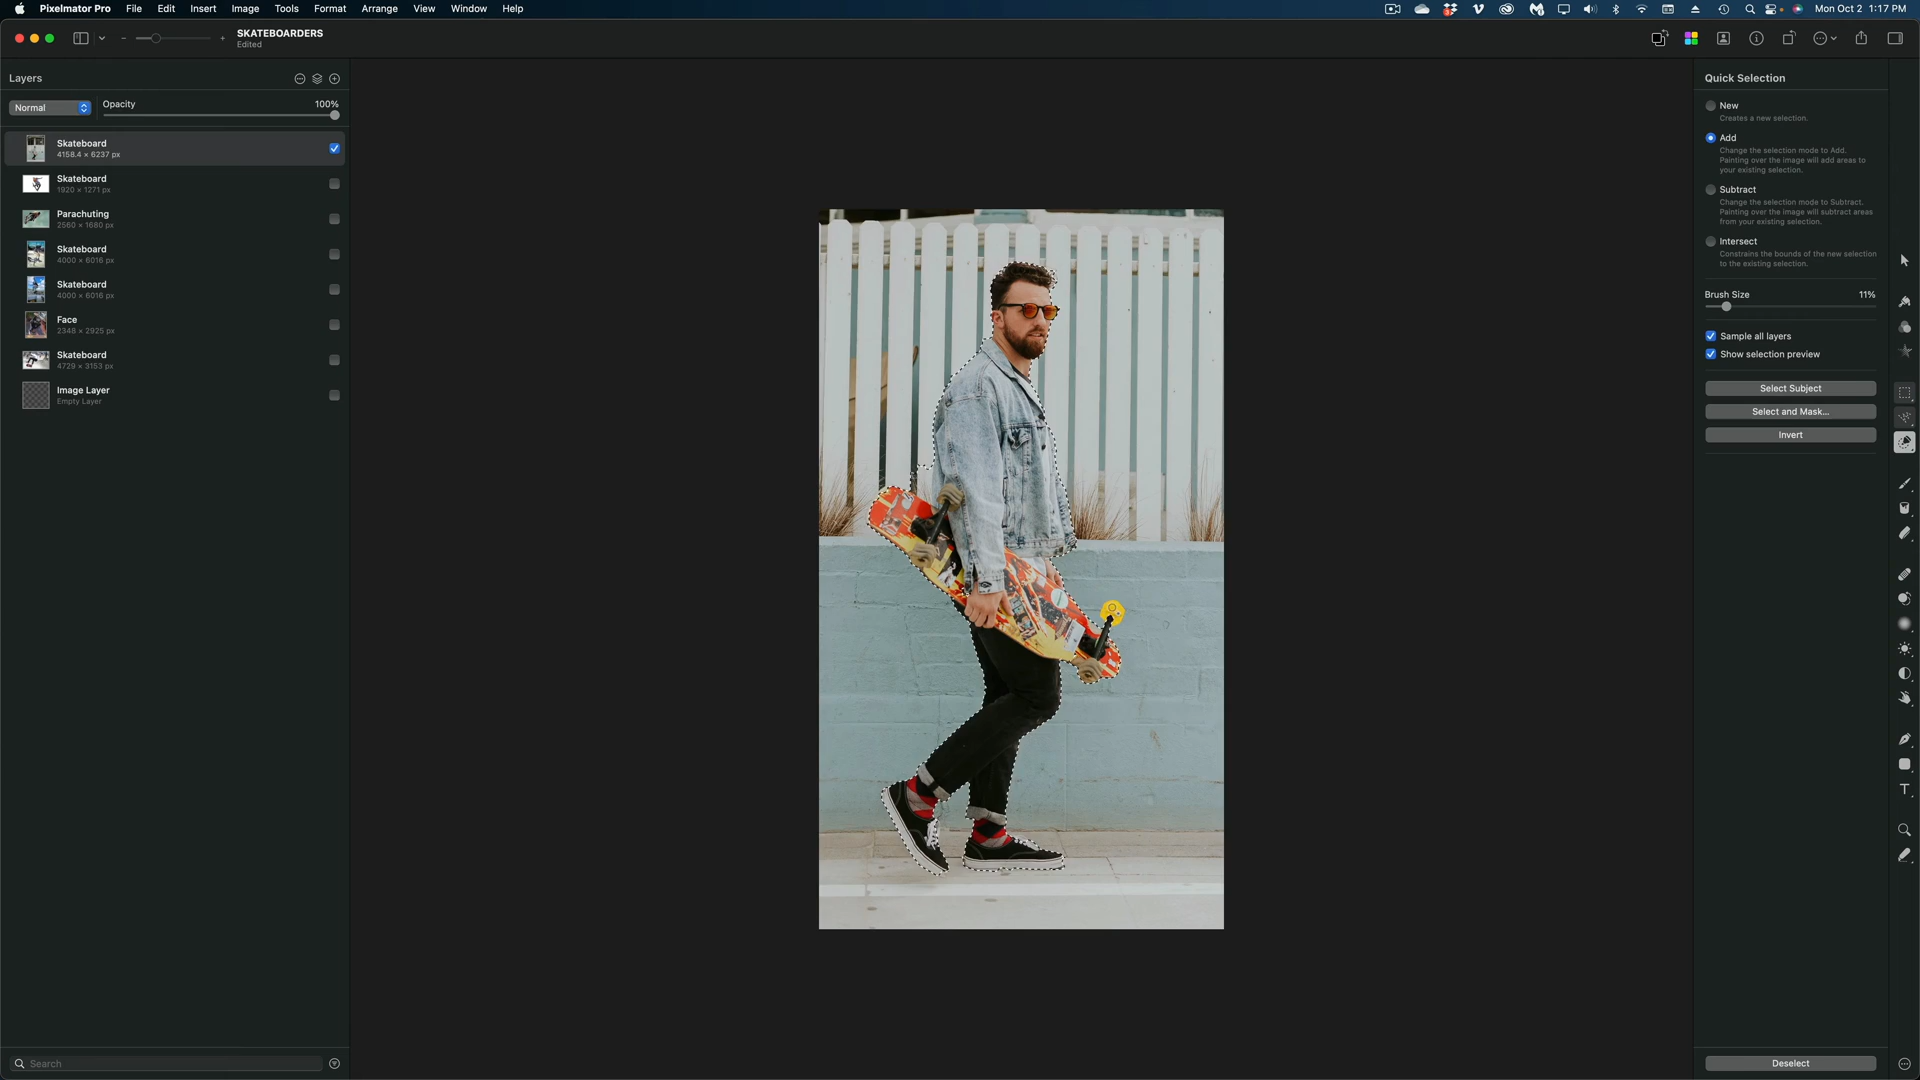 Pixelmator Pro File Edit Insert Image Tools Format Arrange View Window Help Mon Oct 2 1:17 PM
SKATEBOARDERS
Edited
Layers
Normal Opacity 100%
Skateboard
4158.4 × 6237 px
Skateboard
1920 × 1271 px
Parachuting
2560 × 1680 px
Skateboard
4000 × 6016 px
Skateboard
4000 × 6016 px
Face
2348 × 2925 px
Skateboard
4729 × 3153 px
Image Layer
Empty Layer
Search
Quick Selection
New
Creates a new selection.
Add
Change the selection mode to Add.
Painting over the image will add areas to
your existing selection.
Subtract
Change the selection mode to Subtract.
Painting over the image will subtract areas
from your existing selection.
Intersect
Constrains the bounds of the new selection
to the existing selection.
Brush Size 11%
Sample all layers
Show selection preview
Select Subject
Select and Mask...
Invert
Deselect